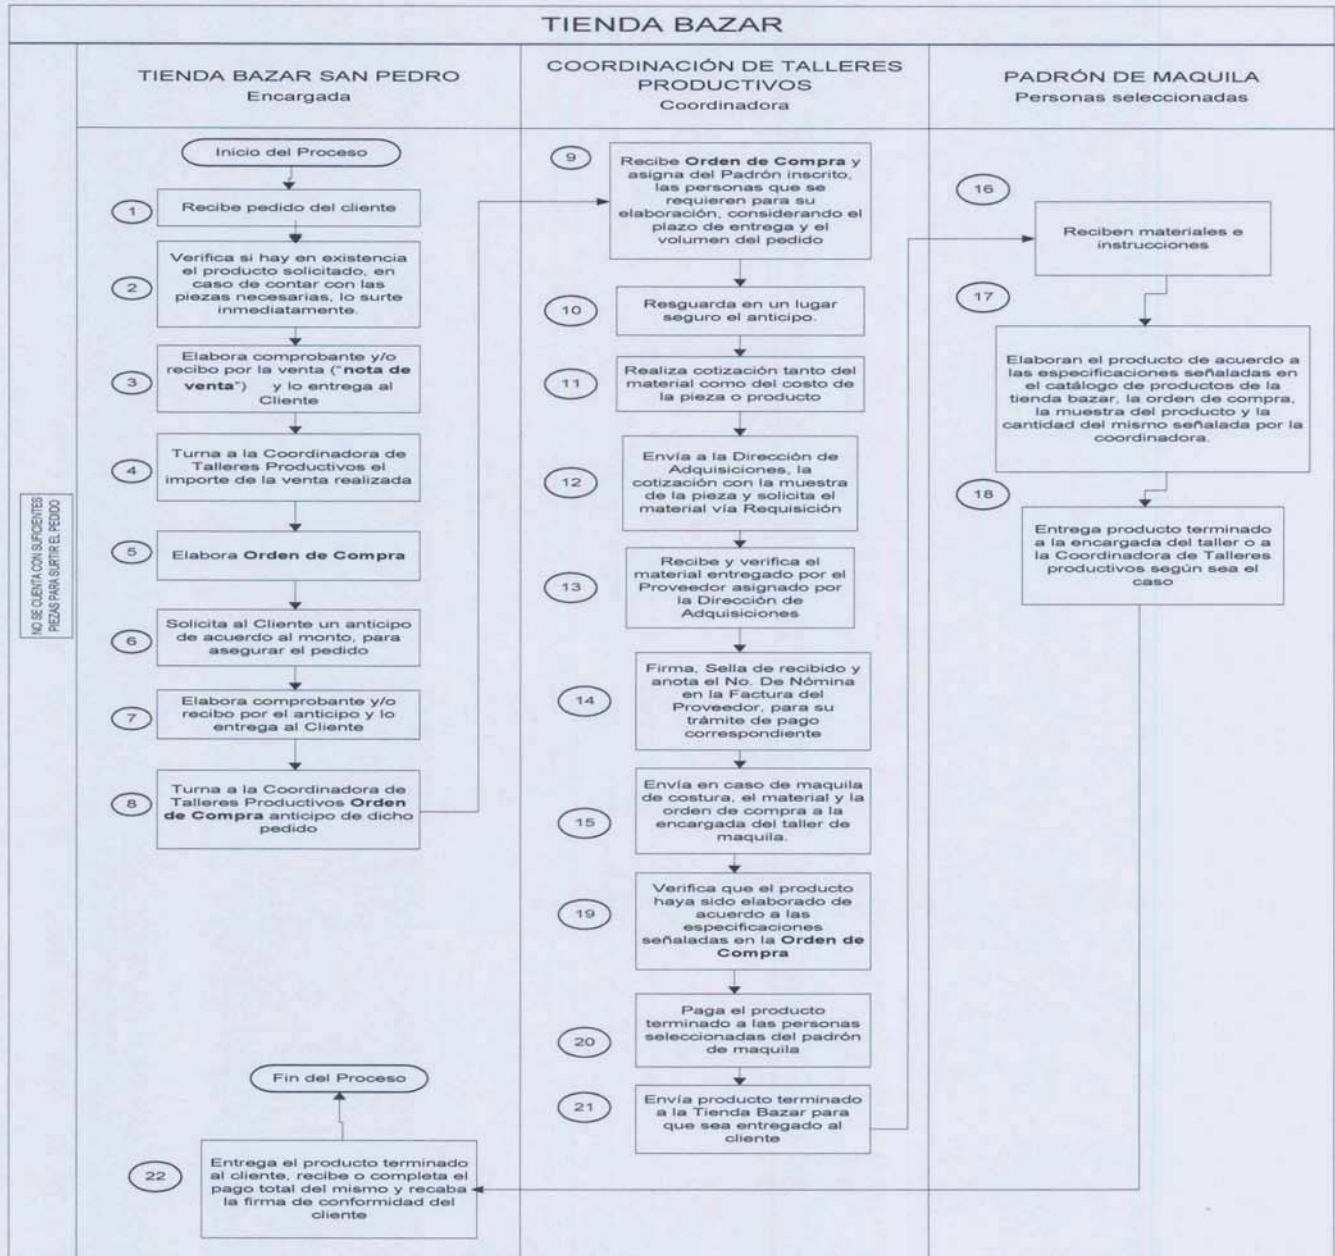 TIENDA BAZAR
TIENDA BAZAR SAN PEDRO
Encargada
COORDINACIÓN DE TALLERES
PRODUCTIVOS
Coordinadora
PADRÓN DE MAQUILA
Personas seleccionadas
NO SE CUENTA CON SUFICIENTES
PIEZAS PARA SURTIR EL PEDIDO
Inicio del Proceso
1
Recibe pedido del cliente
2
Verifica si hay en existencia
el producto solicitado, en
caso de contar con las
piezas necesarias, lo surte
inmediatamente.
3
Elabora comprobante y/o
recibo por la venta ("nota de
venta") y lo entrega al
Cliente
4
Turna a la Coordinadora de
Talleres Productivos el
importe de la venta realizada
5
Elabora Orden de Compra
6
Solicita al Cliente un anticipo
de acuerdo al monto, para
asegurar el pedido
7
Elabora comprobante y/o
recibo por el anticipo y lo
entrega al Cliente
8
Turna a la Coordinadora de
Talleres Productivos Orden
de Compra anticipo de dicho
pedido
9
Recibe Orden de Compra y
asigna del Padrón inscrito,
las personas que se
requieren para su
elaboración, considerando el
plazo de entrega y el
volumen del pedido
10
Resguarda en un lugar
seguro el anticipo.
11
Realiza cotización tanto del
material como del costo de
la pieza o producto
12
Envía a la Dirección de
Adquisiciones, la
cotización con la muestra
de la pieza y solicita el
material vía Requisición
13
Recibe y verifica el
material entregado por el
Proveedor asignado por
la Dirección de
Adquisiciones
14
Firma, Sella de recibido y
anota el No. De Nómina
en la Factura del
Proveedor, para su
trámite de pago
correspondiente
15
Envía en caso de maquila
de costura, el material y la
orden de compra a la
encargada del taller de
maquila.
19
Verifica que el producto
haya sido elaborado de
acuerdo a las
especificaciones
señaladas en la Orden de
Compra
20
Paga el producto
terminado a las personas
seleccionadas del padrón
de maquila
21
Envía producto terminado
a la Tienda Bazar para
que sea entregado al
cliente
16
Reciben materiales e
instrucciones
17
Elaboran el producto de acuerdo a
las especificaciones señaladas en
el catálogo de productos de la
tienda bazar, la orden de compra,
la muestra del producto y la
cantidad del mismo señalada por la
coordinadora.
18
Entrega producto terminado
a la encargada del taller o a
la Coordinadora de Talleres
productivos según sea el
caso
22
Entrega el producto terminado
al cliente, recibe o completa el
pago total del mismo y recaba
la firma de conformidad del
cliente
Fin del Proceso